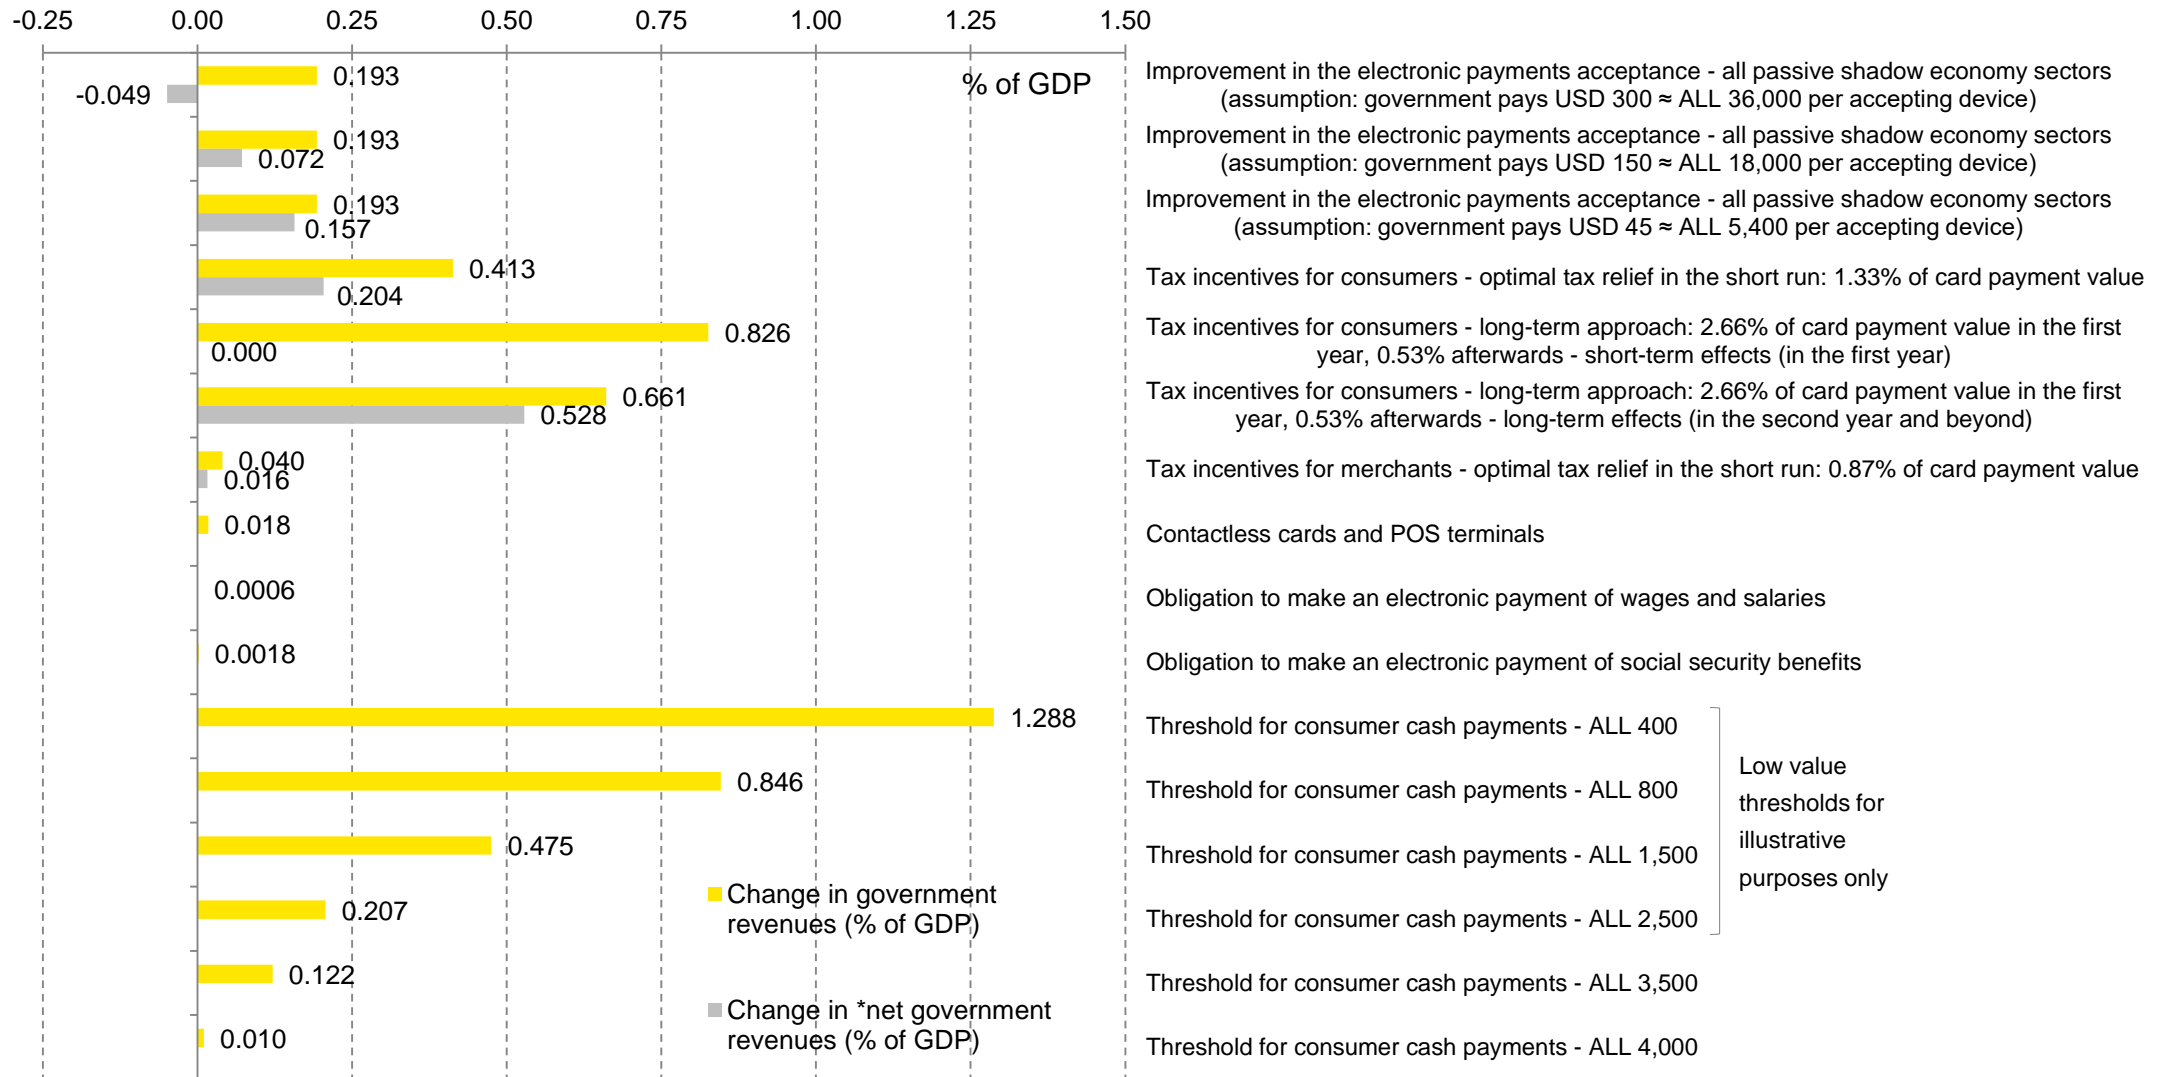 -0.25 0.00 0.25 0.50 0.75 1.00 1.25 1.50
% of GDP
0.193
-0.049
Improvement in the electronic payments acceptance - all passive shadow economy sectors
(assumption: government pays USD 300 ≈ ALL 36,000 per accepting device)
0.193
0.072
Improvement in the electronic payments acceptance - all passive shadow economy sectors
(assumption: government pays USD 150 ≈ ALL 18,000 per accepting device)
0.193
0.157
Improvement in the electronic payments acceptance - all passive shadow economy sectors
(assumption: government pays USD 45 ≈ ALL 5,400 per accepting device)
0.413
0.204
Tax incentives for consumers - optimal tax relief in the short run: 1.33% of card payment value
0.826
0.000
Tax incentives for consumers - long-term approach: 2.66% of card payment value in the first
year, 0.53% afterwards - short-term effects (in the first year)
0.661
0.528
Tax incentives for consumers - long-term approach: 2.66% of card payment value in the first
year, 0.53% afterwards - long-term effects (in the second year and beyond)
0.040
0.016
Tax incentives for merchants - optimal tax relief in the short run: 0.87% of card payment value
0.018
Contactless cards and POS terminals
0.0006
Obligation to make an electronic payment of wages and salaries
0.0018
Obligation to make an electronic payment of social security benefits
1.288
Threshold for consumer cash payments - ALL 400
0.846
Threshold for consumer cash payments - ALL 800
0.475
Threshold for consumer cash payments - ALL 1,500
0.207
Threshold for consumer cash payments - ALL 2,500
Low value
thresholds for
illustrative
purposes only
0.122
Threshold for consumer cash payments - ALL 3,500
0.010
Threshold for consumer cash payments - ALL 4,000
Change in government
revenues (% of GDP)
Change in *net government
revenues (% of GDP)